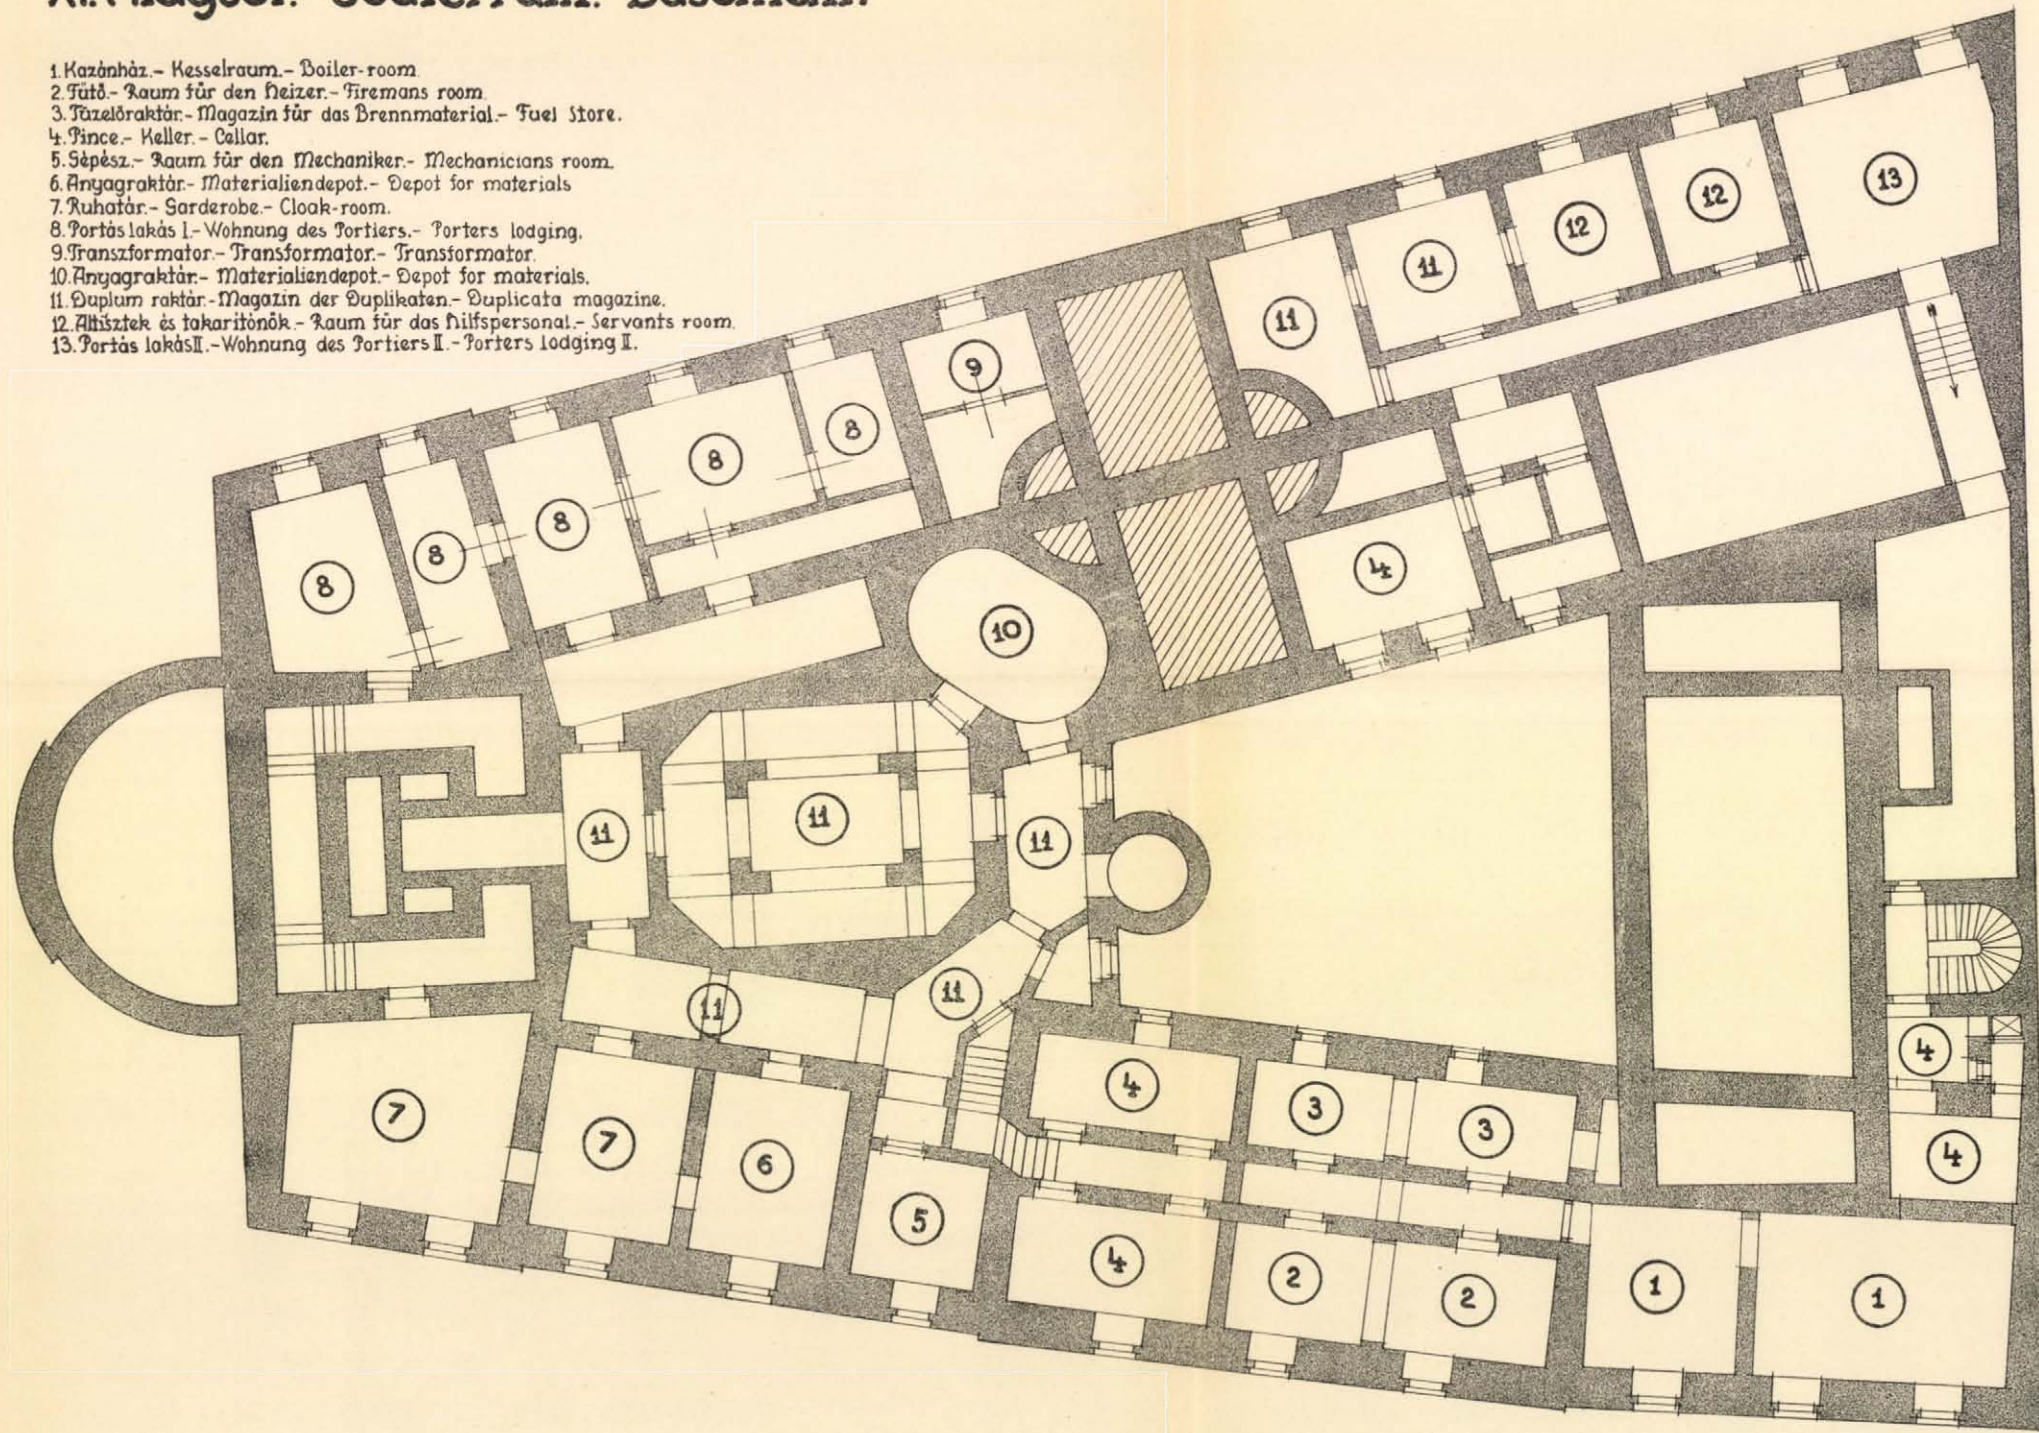 1. Kazánház.- Kesselraum.- Boiler-room.
2. Fűtő.- Raum für den Heizer.- Firemans room.
3. Tüzelőraktár.- Magazin für das Brennmaterial.- Fuel Store.
4. Pince.- Keller.- Cellar.
5. Gépész.- Raum für den Mechaniker.- Mechanicians room.
6. Anyagraktár.- Materialiendepot.- Depot for materials
7. Ruhatár.- Garderobe.- Cloak-room.
8. Portás lakás I.- Wohnung des Portiers.- Porters lodging.
9. Transzformator.- Transformator.- Transformator.
10. Anyagraktár.- Materialiendepot.- Depot for materials.
11. Duplum raktár.- Magazin der Duplikaten.- Duplicata magazine.
12. Altisztek és takarítónők.- Raum für das Hilfspersonal.- Servants room.
13. Portás lakás II.- Wohnung des Portiers II.- Porters lodging II.
13
12
12
11
11
9
8
8
8
8
8
4
10
11
11
11
11
11
4
4
7
7
6
5
4
3
3
4
2
2
1
1